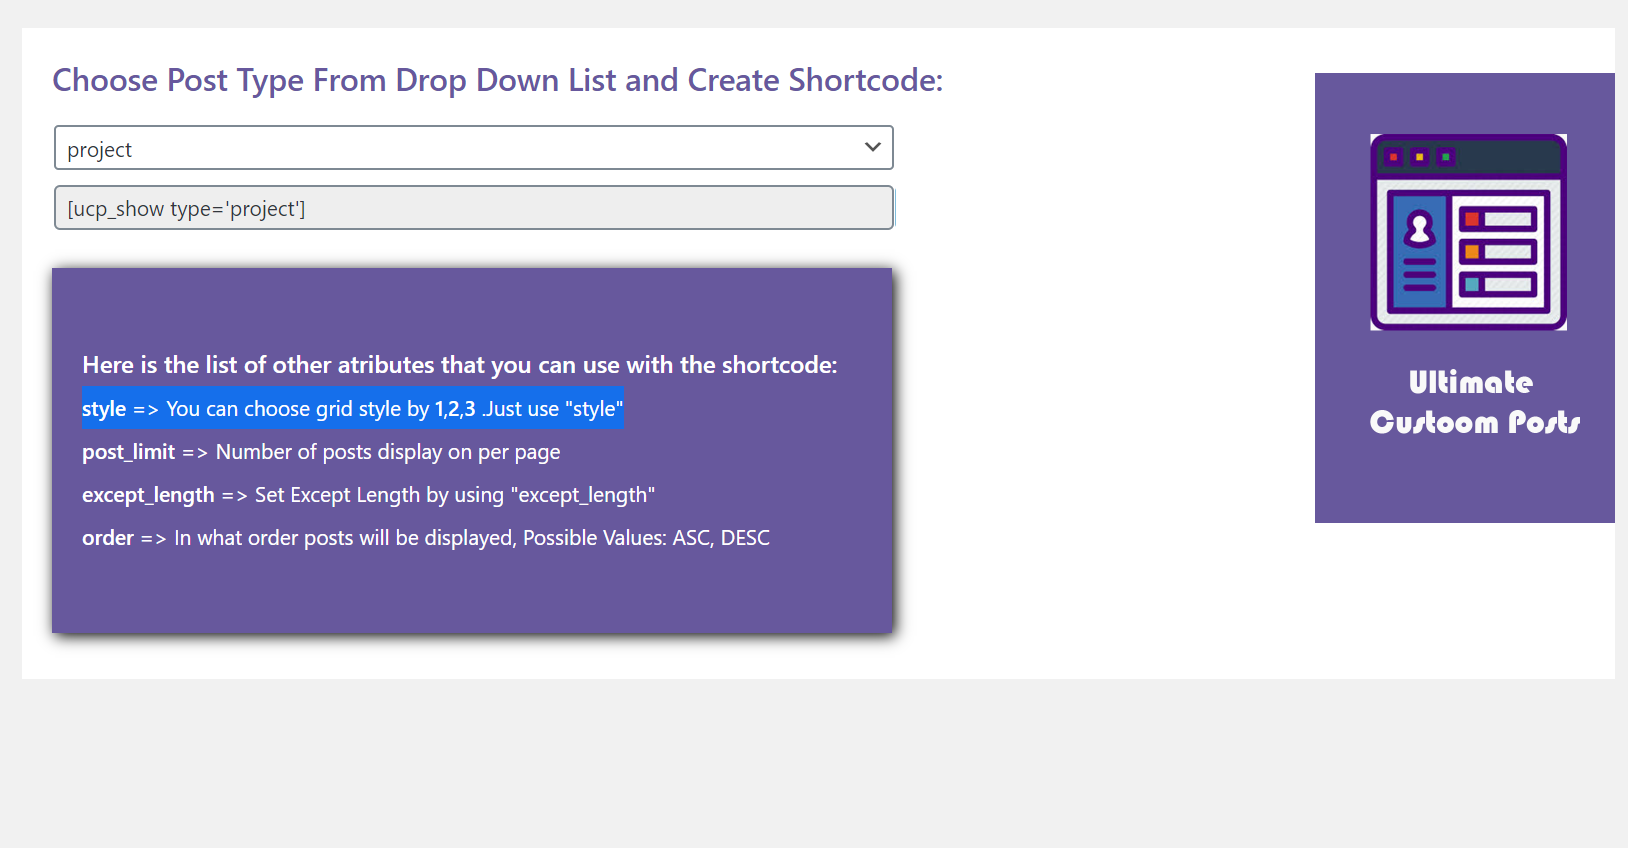 Choose Post Type From Drop Down List and Create Shortcode:
project
[ucp_show type='project']
Here is the list of other atributes that you can use with the shortcode:
style => You can choose grid style by 1,2,3 .Just use "style"
post_limit => Number of posts display on per page
except_length => Set Except Length by using "except_length"
order => In what order posts will be displayed, Possible Values: ASC, DESC
Ultimate
Custoom Posts